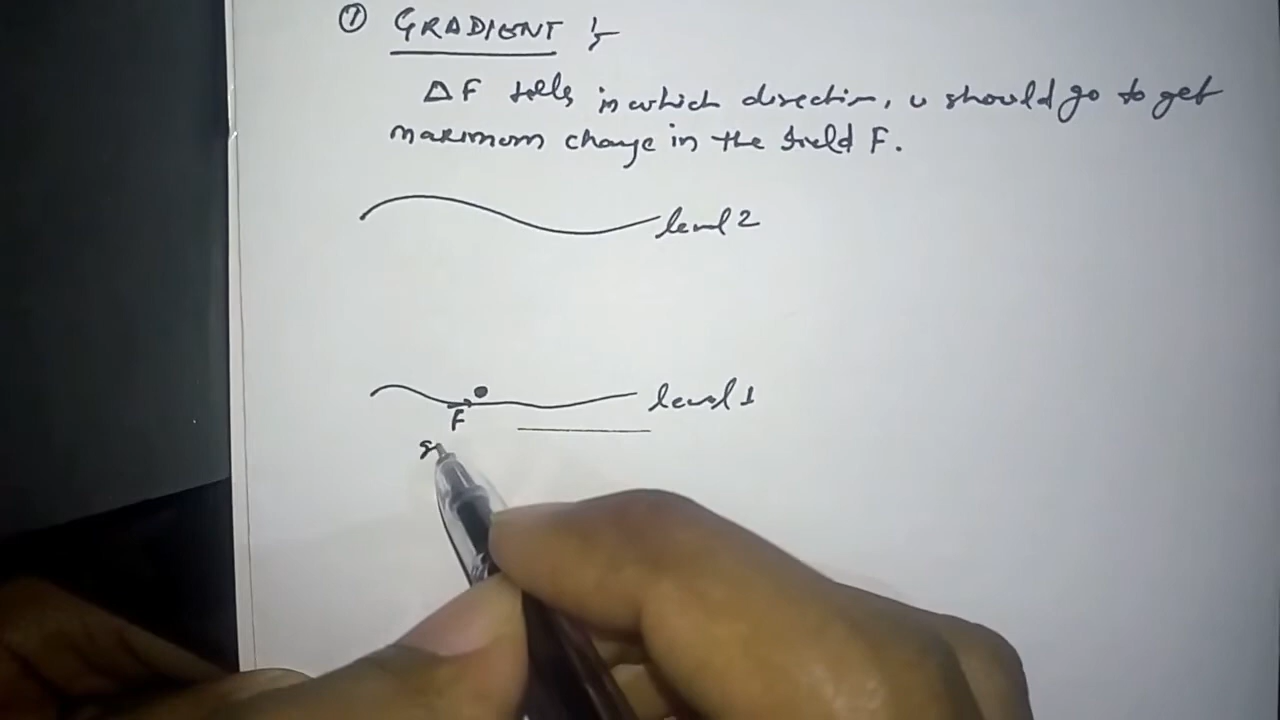 ⑦ GRADIENT :-
ΔF tells in which direction, u should go to get
maximum change in the field F.
level 2
level 1
F
s